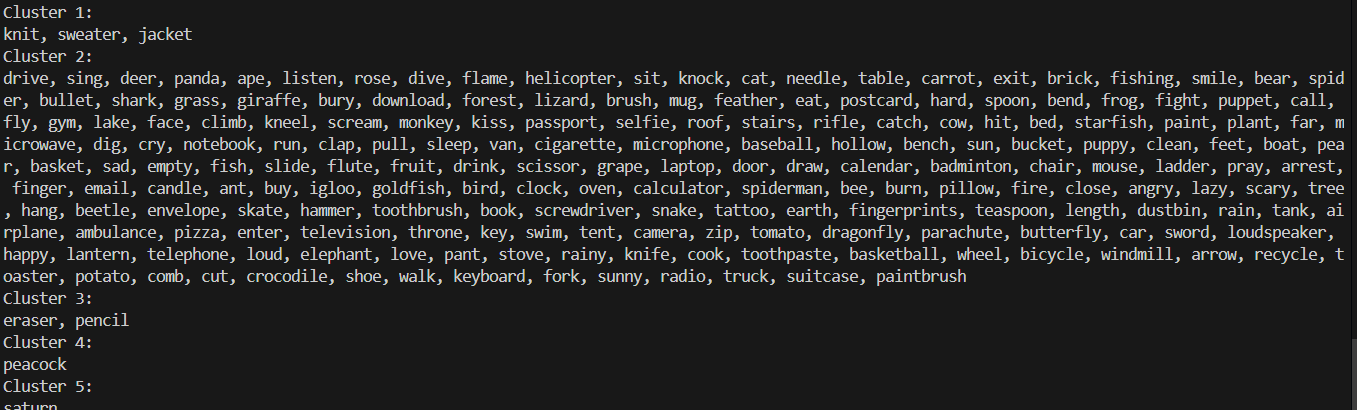 Cluster 1:
knit, sweater, jacket
Cluster 2:
drive, sing, deer, panda, ape, listen, rose, dive, flame, helicopter, sit, knock, cat, needle, table, carrot, exit, brick, fishing, smile, bear, spid
er, bullet, shark, grass, giraffe, bury, download, forest, lizard, brush, mug, feather, eat, postcard, hard, spoon, bend, frog, fight, puppet, call,
fly, gym, lake, face, climb, kneel, scream, monkey, kiss, passport, selfie, roof, stairs, rifle, catch, cow, hit, bed, starfish, paint, plant, far, m
icrowave, dig, cry, notebook, run, clap, pull, sleep, van, cigarette, microphone, baseball, hollow, bench, sun, bucket, puppy, clean, feet, boat, pea
r, basket, sad, empty, fish, slide, flute, fruit, drink, scissor, grape, laptop, door, draw, calendar, badminton, chair, mouse, ladder, pray, arrest,
finger, email, candle, ant, buy, igloo, goldfish, bird, clock, oven, calculator, spiderman, bee, burn, pillow, fire, close, angry, lazy, scary, tree
, hang, beetle, envelope, skate, hammer, toothbrush, book, screwdriver, snake, tattoo, earth, fingerprints, teaspoon, length, dustbin, rain, tank, ai
rplane, ambulance, pizza, enter, television, throne, key, swim, tent, camera, zip, tomato, dragonfly, parachute, butterfly, car, sword, loudspeaker,
happy, lantern, telephone, loud, elephant, love, pant, stove, rainy, knife, cook, toothpaste, basketball, wheel, bicycle, windmill, arrow, recycle, t
oaster, potato, comb, cut, crocodile, shoe, walk, keyboard, fork, sunny, radio, truck, suitcase, paintbrush
Cluster 3:
eraser, pencil
Cluster 4:
peacock
Cluster 5:
saturn